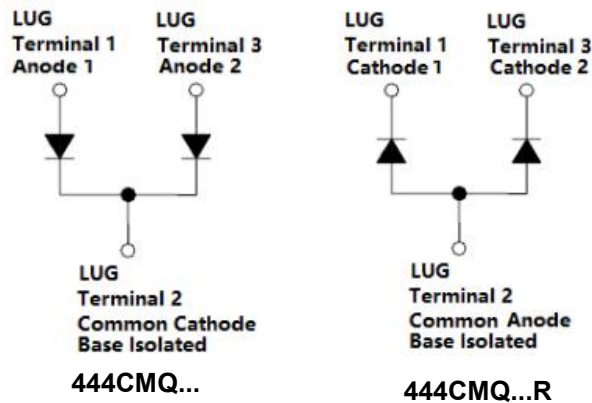 LUG
Terminal 1
Anode 1
LUG
Terminal 3
Anode 2
LUG
Terminal 2
Common Cathode
Base Isolated
444CMQ...
LUG
Terminal 1
Cathode 1
LUG
Terminal 3
Cathode 2
LUG
Terminal 2
Common Anode
Base Isolated
444CMQ...R